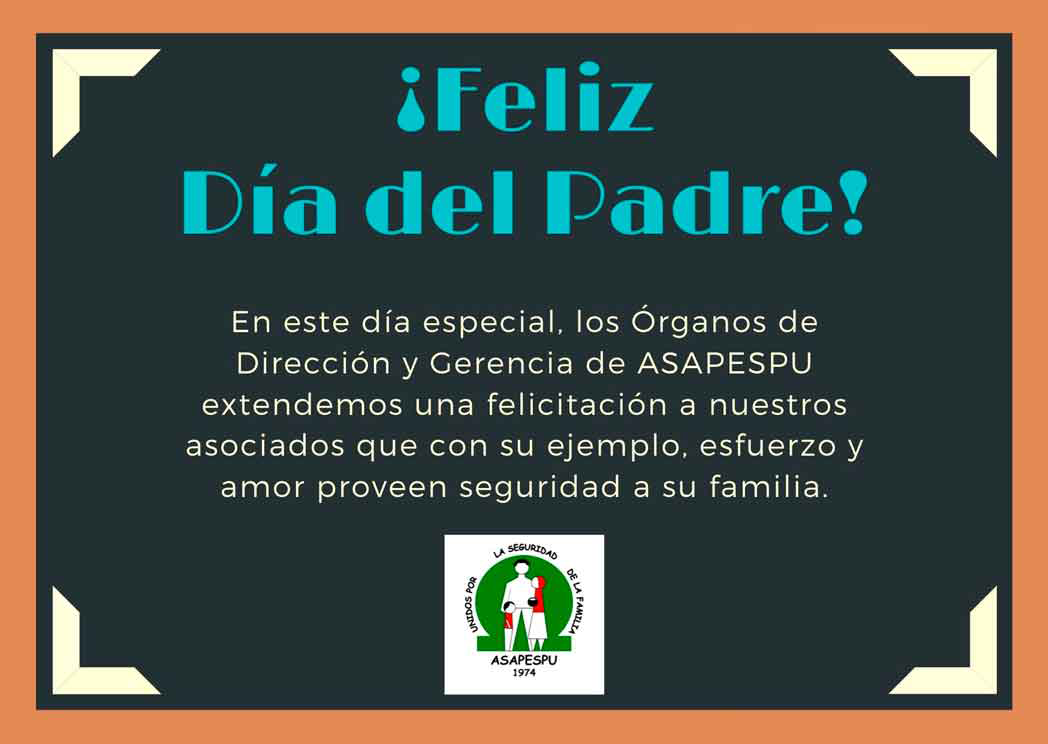 ¡Feliz
Día del Padre!
En este día especial, los Órganos de
Dirección y Gerencia de ASAPESPU
extendemos una felicitación a nuestros
asociados que con su ejemplo, esfuerzo y
amor proveen seguridad a su familia.
UNIDOS POR LA SEGURIDAD DE LA FAMILIA
ASAPESPU
1974